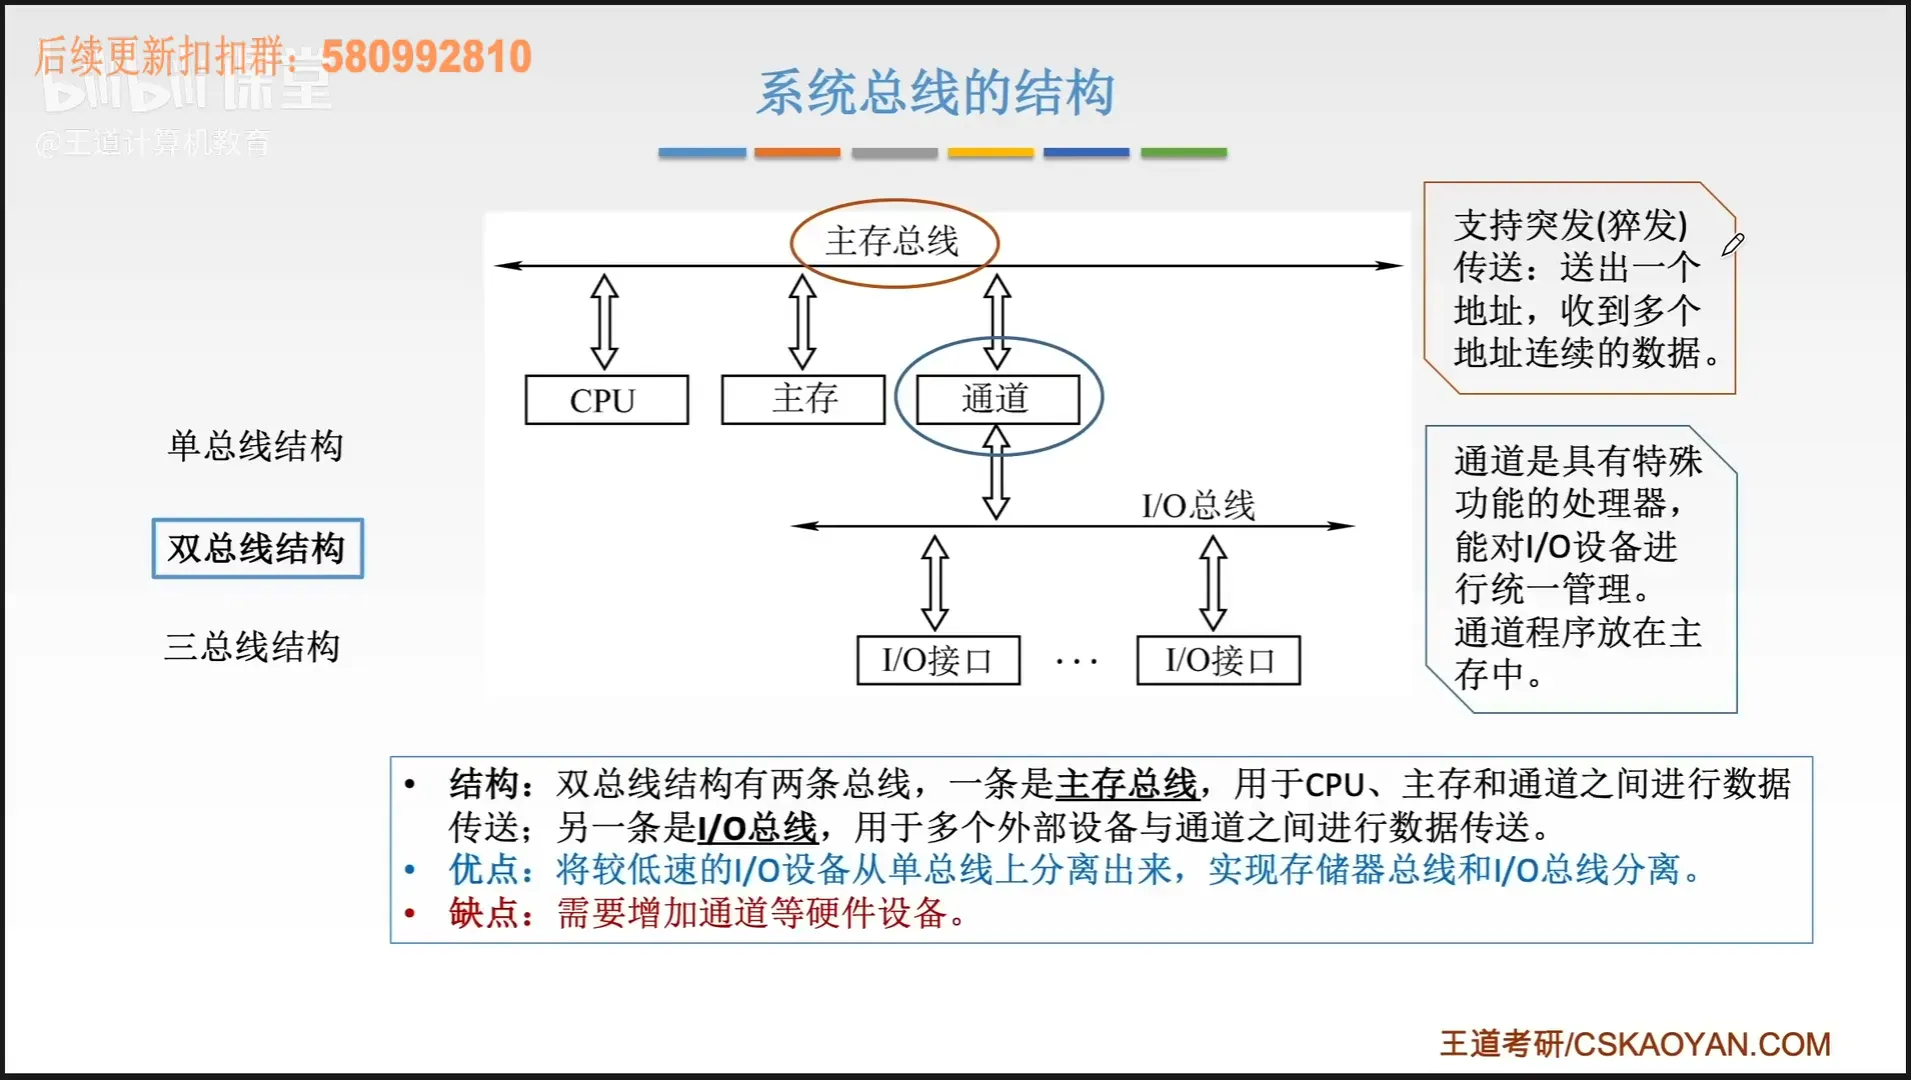 后续更新扣扣群：580992810
bilibili 课堂
@王道计算机教育
系统总线的结构
主存总线
CPU
主存
通道
I/O总线
I/O接口
···
I/O接口
单总线结构
双总线结构
三总线结构
支持突发(猝发)
传送：送出一个
地址，收到多个
地址连续的数据。
通道是具有特殊
功能的处理器，
能对I/O设备进
行统一管理。
通道程序放在主
存中。
• 结构：双总线结构有两条总线，一条是主存总线，用于CPU、主存和通道之间进行数据
传送；另一条是I/O总线，用于多个外部设备与通道之间进行数据传送。
• 优点：将较低速的I/O设备从单总线上分离出来，实现存储器总线和I/O总线分离。
• 缺点：需要增加通道等硬件设备。
王道考研/CSKAOYAN.COM